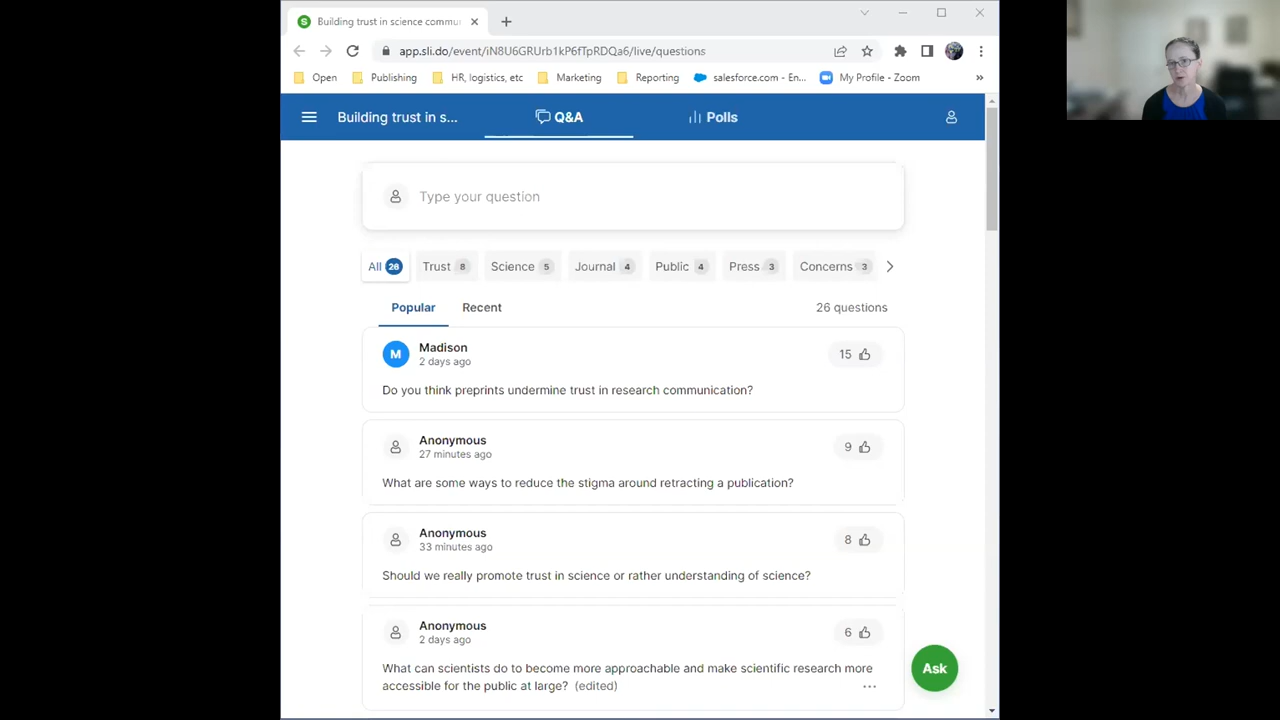 S Building trust in science commu
app.sli.do/event/iN8U6GRUrb1kP6fTpRDQa6/live/questions
Open Publishing HR, logistics, etc Marketing Reporting salesforce.com - En... My Profile - Zoom »
Building trust in s... Q&A Polls
Type your question
All 26 Trust 8 Science 5 Journal 4 Public 4 Press 3 Concerns 3
Popular Recent 26 questions
M Madison 15
2 days ago
Do you think preprints undermine trust in research communication?
Anonymous 9
27 minutes ago
What are some ways to reduce the stigma around retracting a publication?
Anonymous 8
33 minutes ago
Should we really promote trust in science or rather understanding of science?
Anonymous 6
2 days ago
What can scientists do to become more approachable and make scientific research more
accessible for the public at large? (edited)
Ask